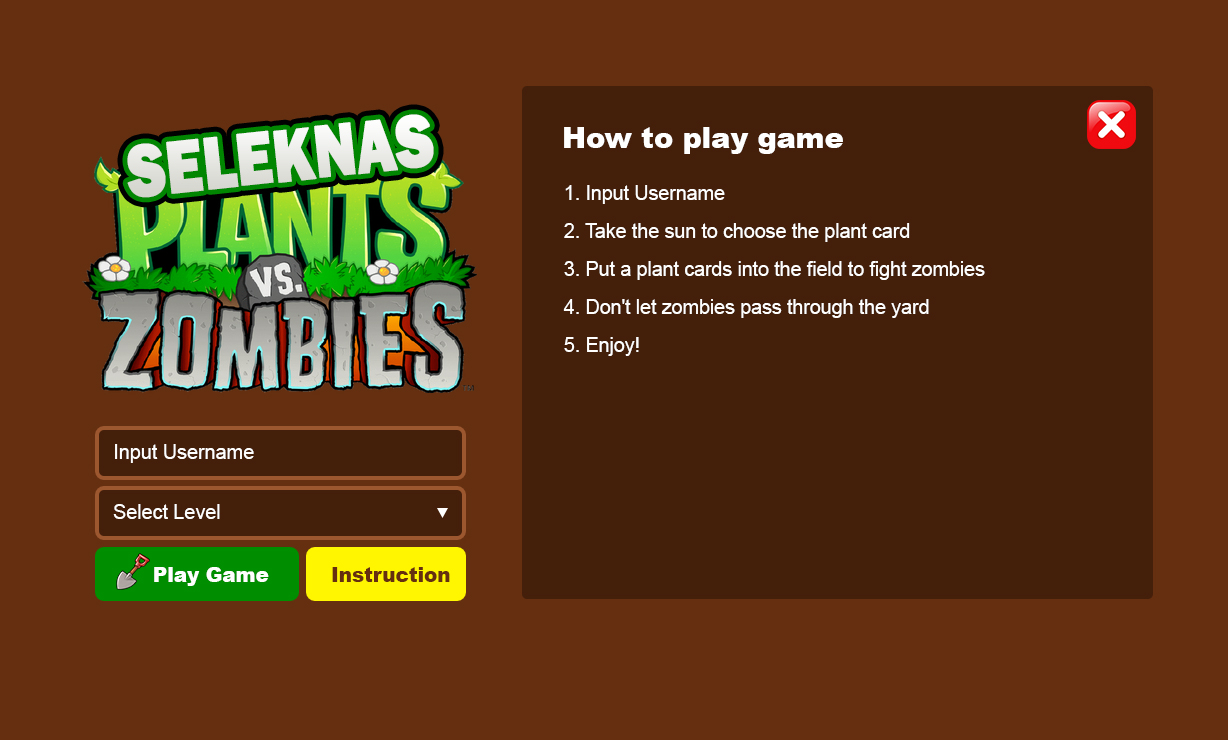 SELEKNAS
PLANTS
VS.
ZOMBIES
Input Username
Select Level
Play Game
Instruction
How to play game
1. Input Username
2. Take the sun to choose the plant card
3. Put a plant cards into the field to fight zombies
4. Don't let zombies pass through the yard
5. Enjoy!